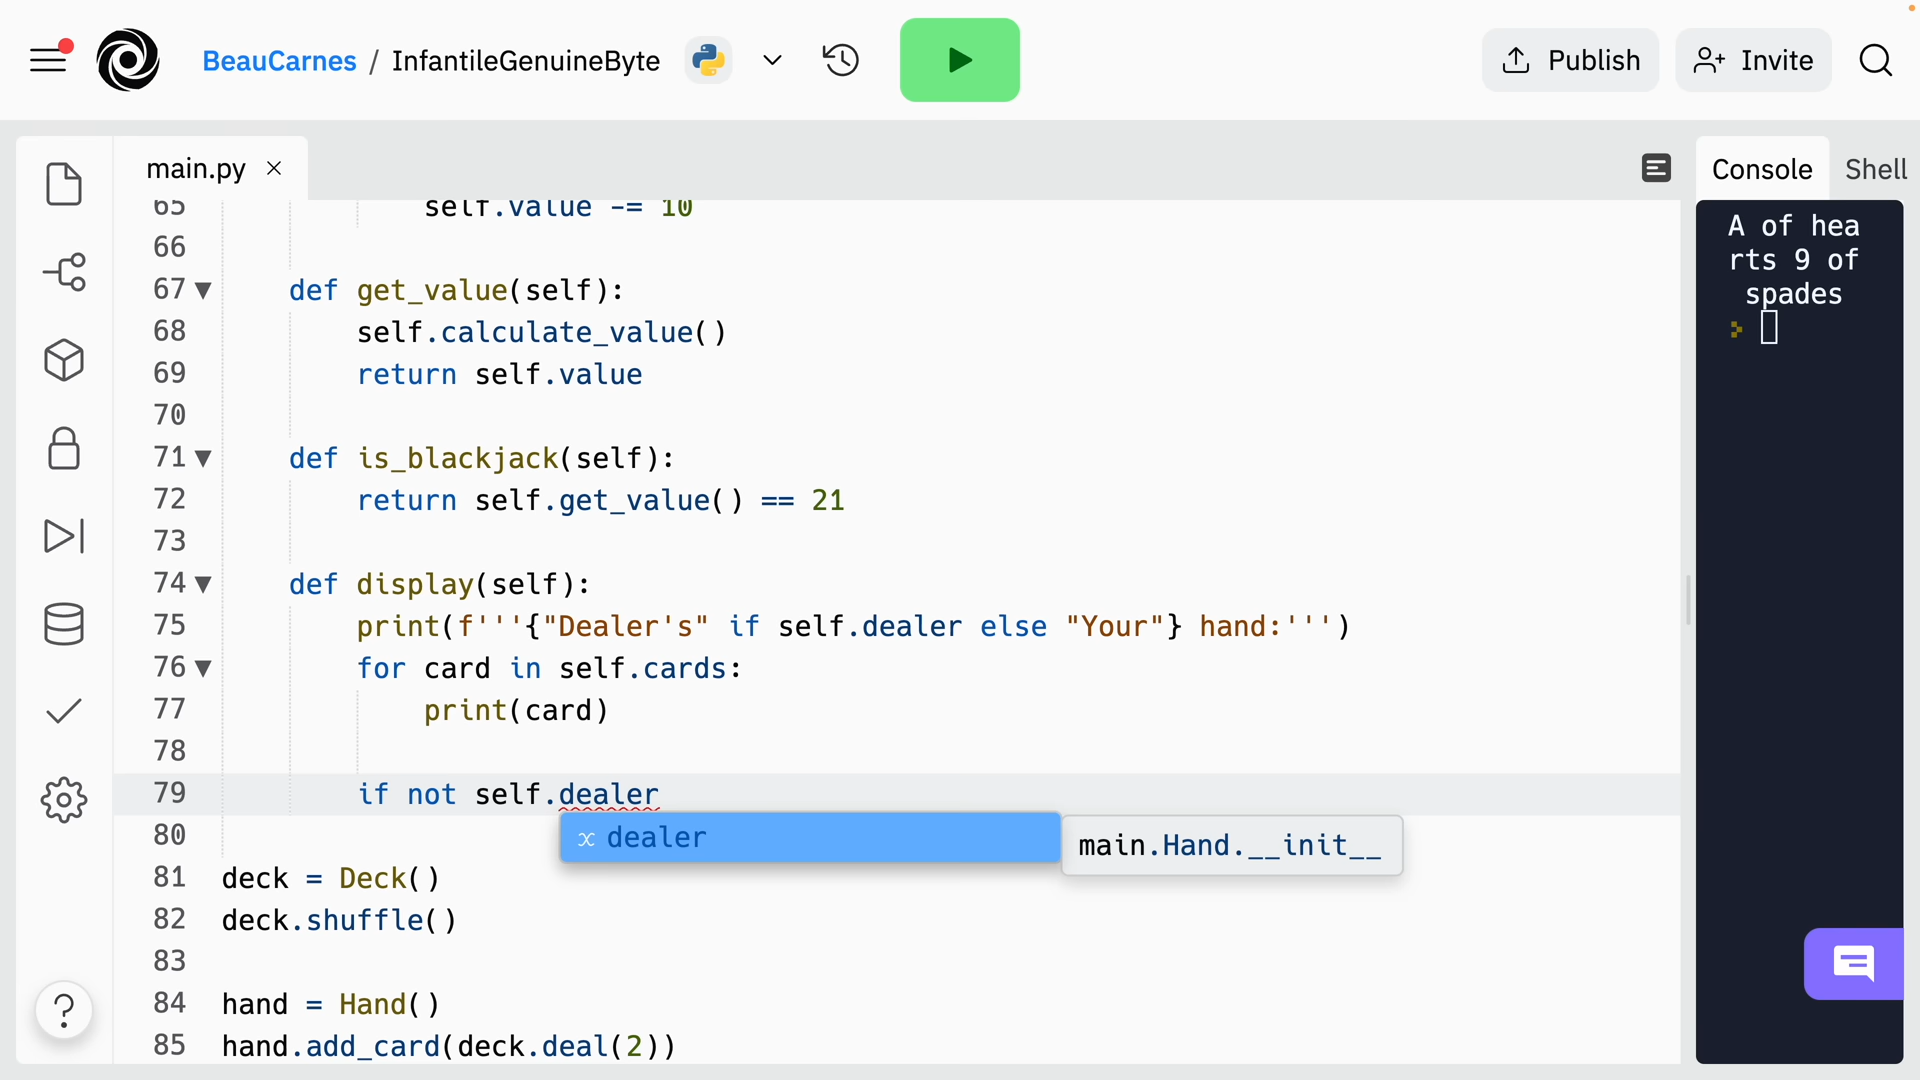 BeauCarnes / InfantileGenuineByte
Publish
Invite
main.py
Console
Shell
65 self.value -= 10
66
67 def get_value(self):
68 self.calculate_value()
69 return self.value
70
71 def is_blackjack(self):
72 return self.get_value() == 21
73
74 def display(self):
75 print(f'''{"Dealer's" if self.dealer else "Your"} hand:''')
76 for card in self.cards:
77 print(card)
78
79 if not self.dealer
x dealer
main.Hand.__init__
80
81 deck = Deck()
82 deck.shuffle()
83
84 hand = Hand()
85 hand.add_card(deck.deal(2))
A of hea
rts 9 of
spades
?